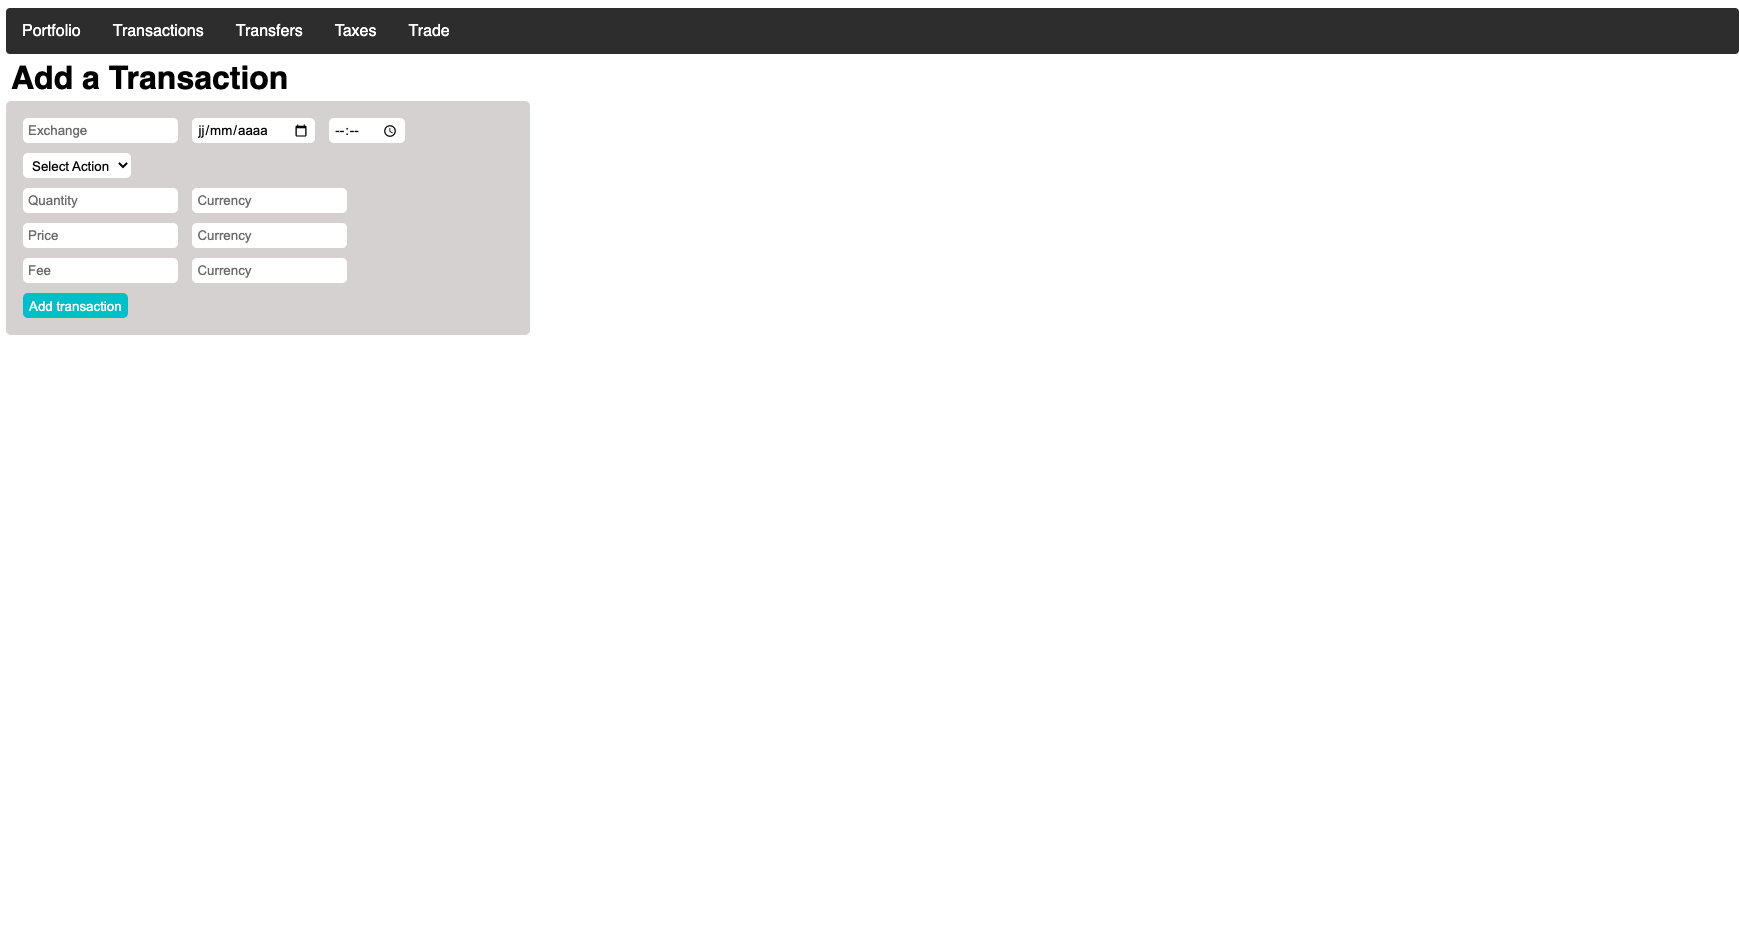 Portfolio Transactions Transfers Taxes Trade
Add a Transaction
Exchange jj/mm/aaaa --:--
Select Action
Quantity Currency
Price Currency
Fee Currency
Add transaction